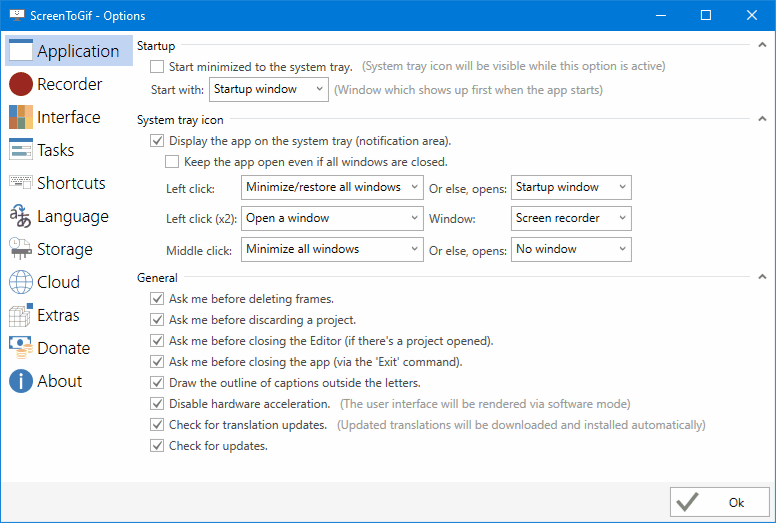 ScreenToGif - Options
Application
Recorder
Interface
Tasks
Shortcuts
Language
Storage
Cloud
Extras
Donate
About
Startup
Start minimized to the system tray. (System tray icon will be visible while this option is active)
Start with: Startup window (Window which shows up first when the app starts)
System tray icon
Display the app on the system tray (notification area).
Keep the app open even if all windows are closed.
Left click: Minimize/restore all windows Or else, opens: Startup window
Left click (x2): Open a window Window: Screen recorder
Middle click: Minimize all windows Or else, opens: No window
General
Ask me before deleting frames.
Ask me before discarding a project.
Ask me before closing the Editor (if there's a project opened).
Ask me before closing the app (via the 'Exit' command).
Draw the outline of captions outside the letters.
Disable hardware acceleration. (The user interface will be rendered via software mode)
Check for translation updates. (Updated translations will be downloaded and installed automatically)
Check for updates.
Ok